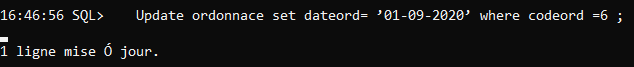 16:46:56 SQL>    Update ordonnace set dateord= ’01-09-2020’ where codeord =6 ;
1 ligne mise Ó jour.